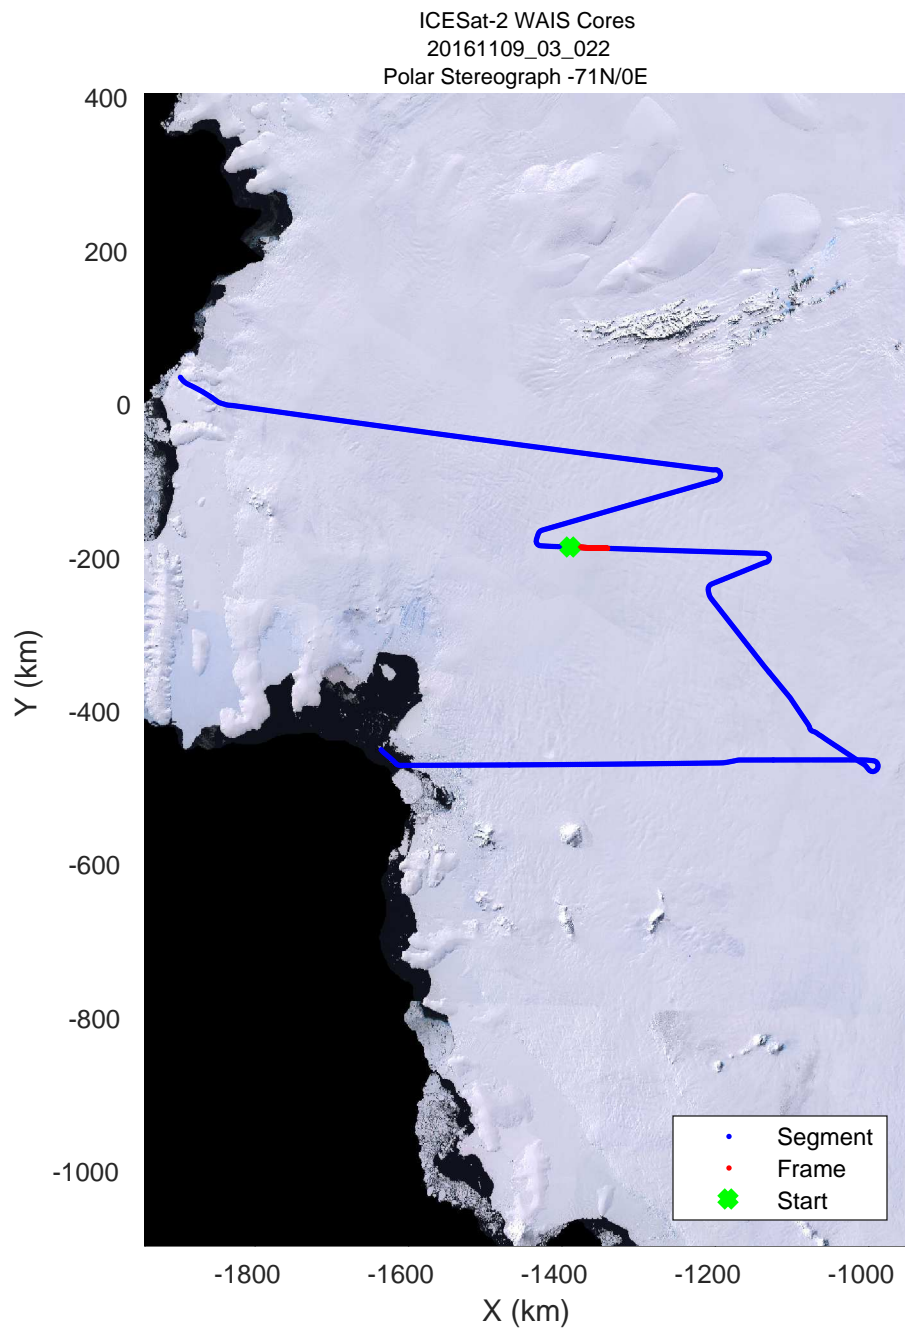 ICESat-2 WAIS Cores
20161109_03_022
Polar Stereograph -71N/0E
400
200
0
-200
-400
-600
-800
-1000
Y (km)
Segment
Frame
Start
-1800
-1600
-1400
-1200
-1000
X (km)